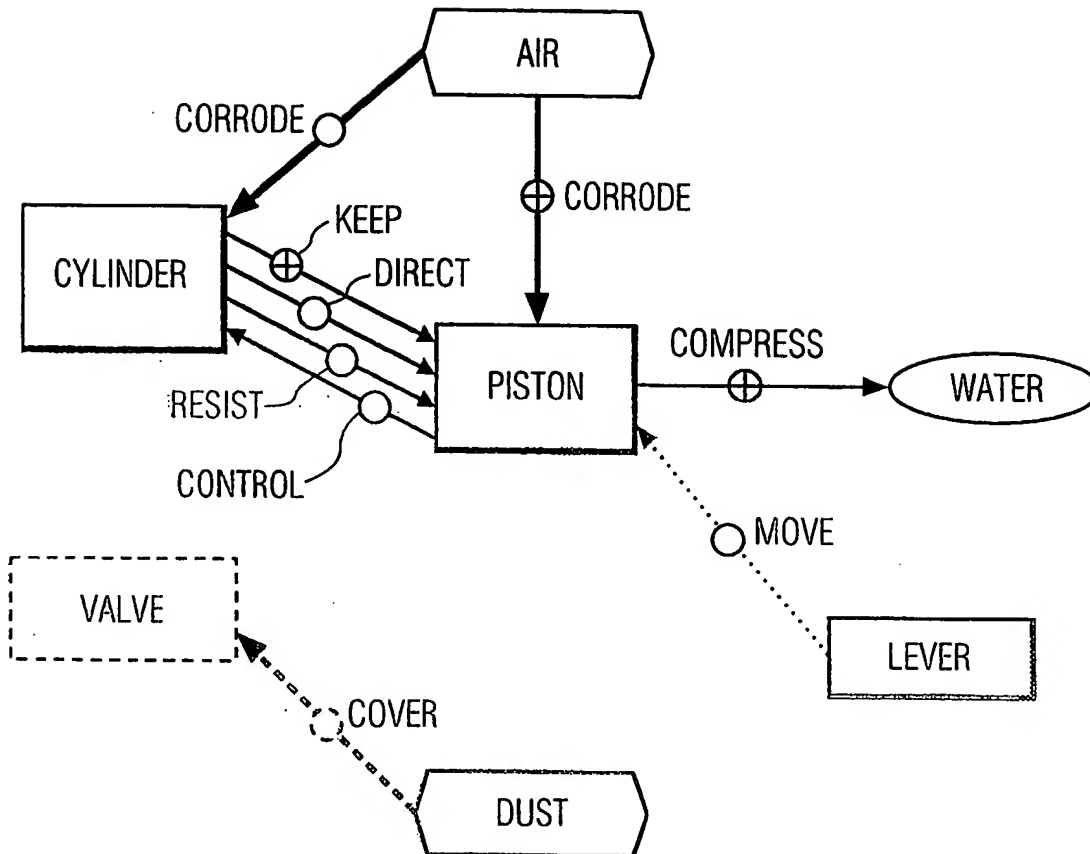 AIR
CORRODE
CORRODE
KEEP
CYLINDER
DIRECT
COMPRESS
PISTON
WATER
RESIST
CONTROL
MOVE
VALVE
LEVER
COVER
DUST